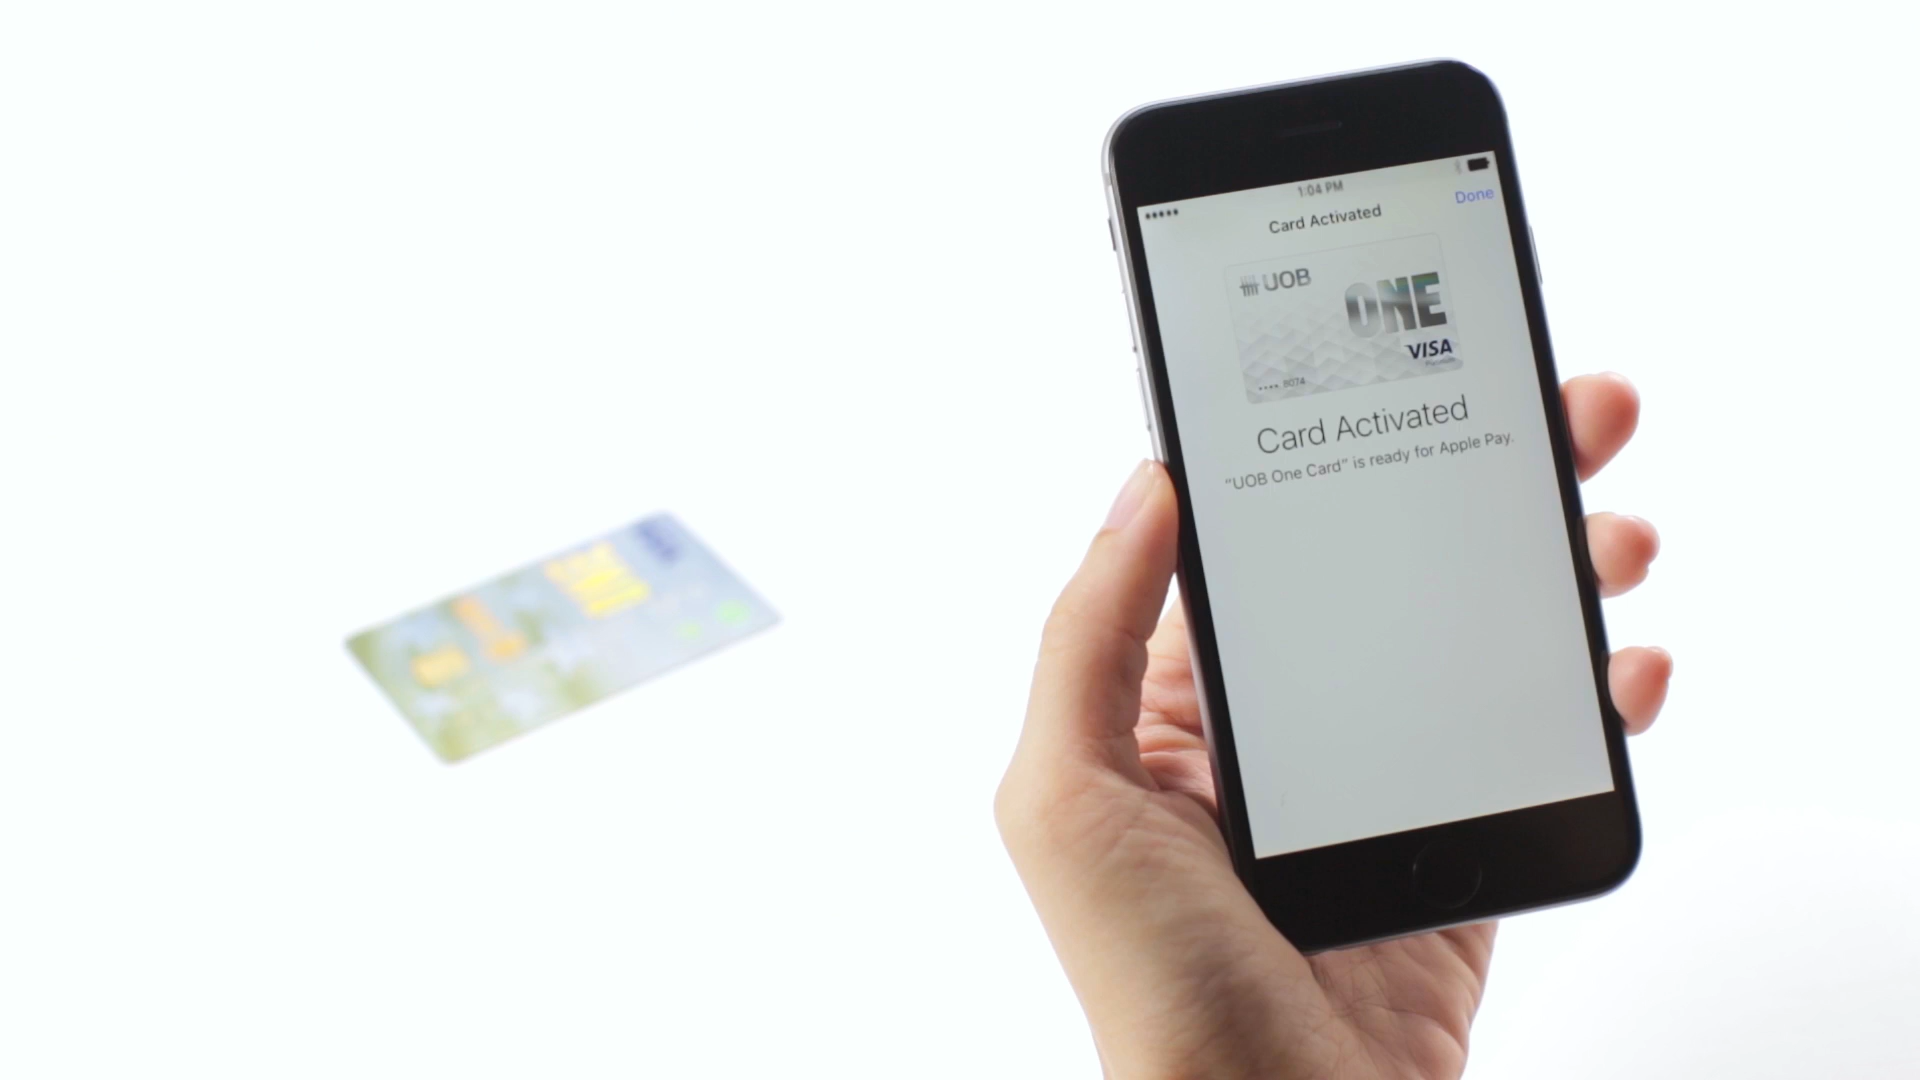 1:04 PM
Card Activated
Done
UOB
ONE
VISA
Platinum
•••• 8074
Card Activated
"UOB One Card" is ready for Apple Pay.